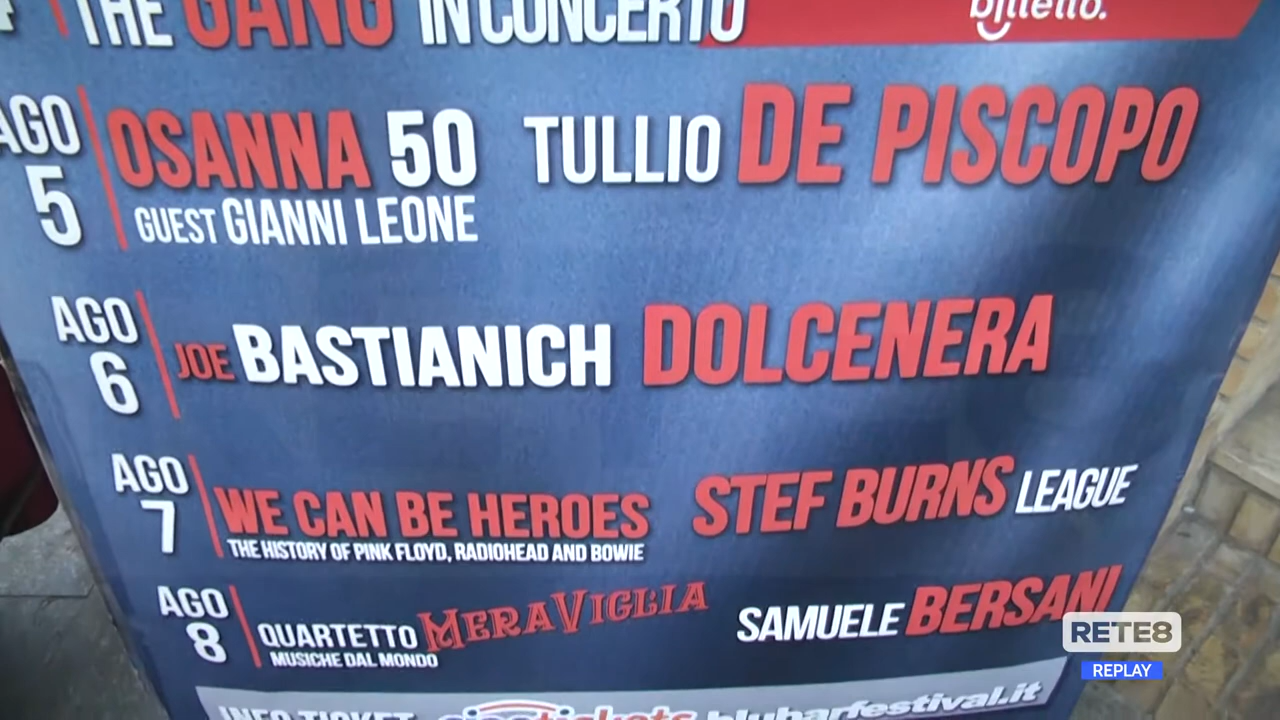 THE GANG IN CONCERTO
biglietto.
AGO 5
OSANNA 50 TULLIO DE PISCOPO
GUEST GIANNI LEONE
AGO 6
JOE BASTIANICH DOLCENERA
AGO 7
WE CAN BE HEROES STEF BURNS LEAGUE
THE HISTORY OF PINK FLOYD, RADIOHEAD AND BOWIE
AGO 8
QUARTETTO MERAVIGLIA SAMUELE BERSANI
MUSICHE DAL MONDO
INFO TICKET ciaotickets blubarfestival.it
RETE8
REPLAY